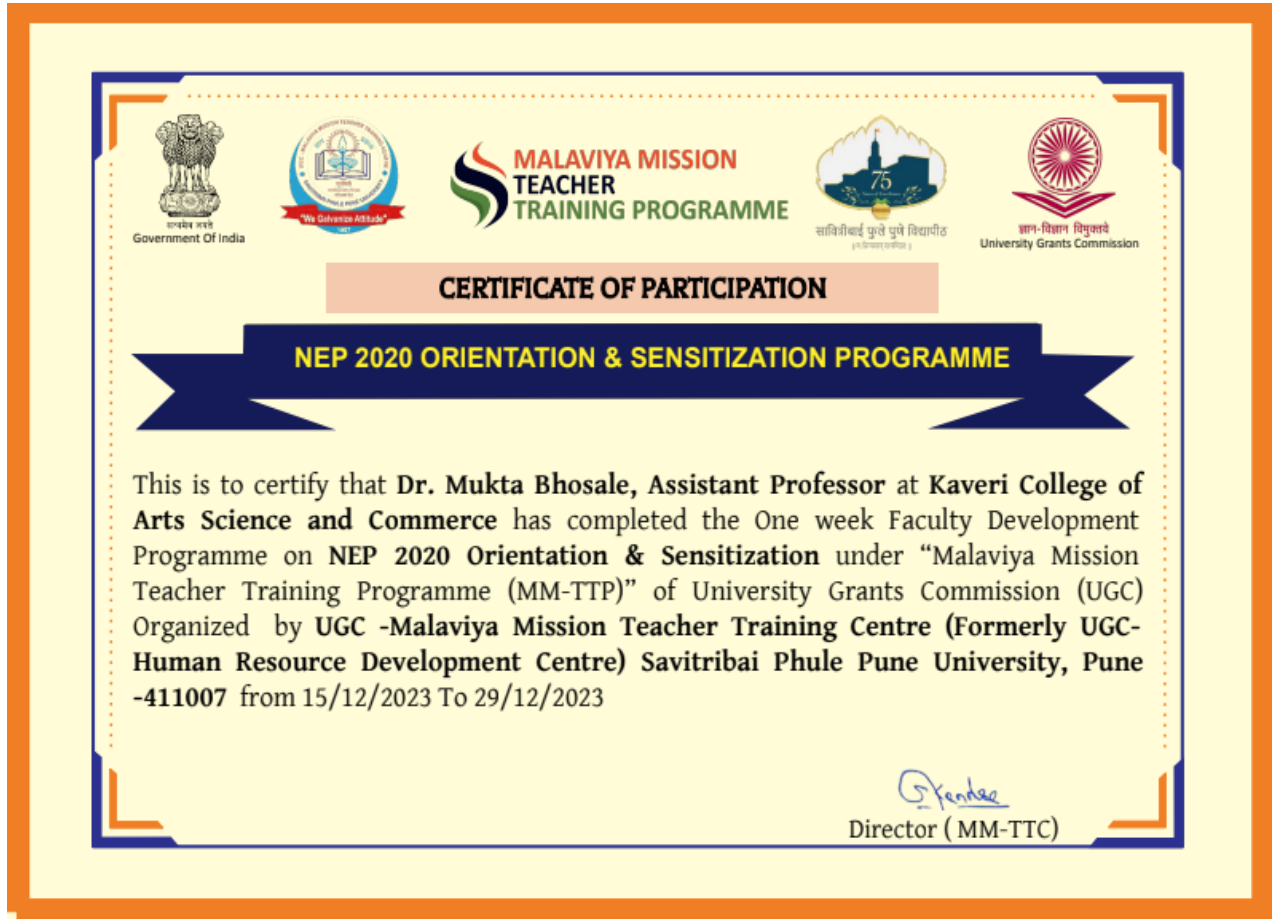 सत्यमेव जयते
Government Of India
"We Galvanize Attitude"
MALAVIYA MISSION
TEACHER
TRAINING PROGRAMME
75
सावित्रीबाई फुले पुणे विद्यापीठ
ज्ञान-विज्ञान विमुक्तये
University Grants Commission
CERTIFICATE OF PARTICIPATION
NEP 2020 ORIENTATION & SENSITIZATION PROGRAMME
This is to certify that Dr. Mukta Bhosale, Assistant Professor at Kaveri College of
Arts Science and Commerce has completed the One week Faculty Development
Programme on NEP 2020 Orientation & Sensitization under “Malaviya Mission
Teacher Training Programme (MM-TTP)” of University Grants Commission (UGC)
Organized by UGC -Malaviya Mission Teacher Training Centre (Formerly UGC-
Human Resource Development Centre) Savitribai Phule Pune University, Pune
-411007 from 15/12/2023 To 29/12/2023
Director ( MM-TTC)